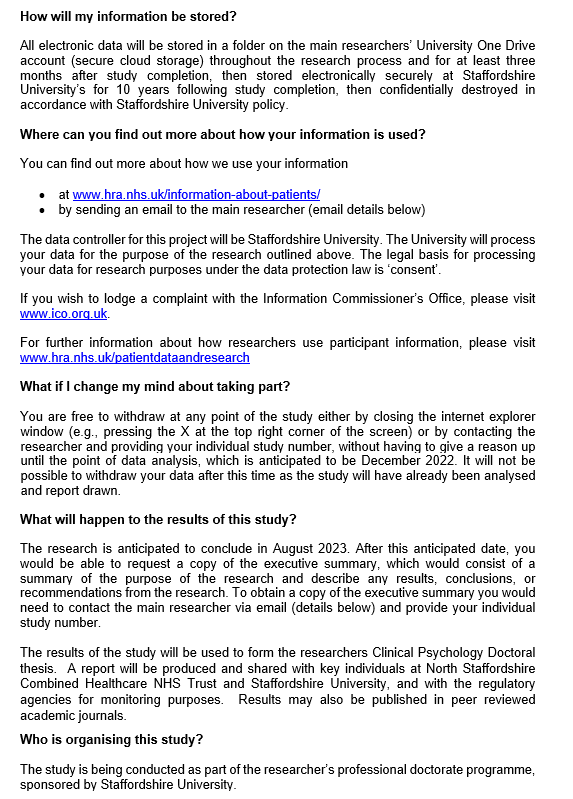 How will my information be stored?
All electronic data will be stored in a folder on the main researchers' University One Drive
account (secure cloud storage) throughout the research process and for at least three
months after study completion, then stored electronically securely at Staffordshire
University's for 10 years following study completion, then confidentially destroyed in
accordance with Staffordshire University policy.
Where can you find out more about how your information is used?
You can find out more about how we use your information
• at www.hra.nhs.uk/information-about-patients/
• by sending an email to the main researcher (email details below)
The data controller for this project will be Staffordshire University. The University will process
your data for the purpose of the research outlined above. The legal basis for processing
your data for research purposes under the data protection law is 'consent'.
If you wish to lodge a complaint with the Information Commissioner's Office, please visit
www.ico.org.uk.
For further information about how researchers use participant information, please visit
www.hra.nhs.uk/patientdataandresearch
What if I change my mind about taking part?
You are free to withdraw at any point of the study either by closing the internet explorer
window (e.g., pressing the X at the top right corner of the screen) or by contacting the
researcher and providing your individual study number, without having to give a reason up
until the point of data analysis, which is anticipated to be December 2022. It will not be
possible to withdraw your data after this time as the study will have already been analysed
and report drawn.
What will happen to the results of this study?
The research is anticipated to conclude in August 2023. After this anticipated date, you
would be able to request a copy of the executive summary, which would consist of a
summary of the purpose of the research and describe any results, conclusions, or
recommendations from the research. To obtain a copy of the executive summary you would
need to contact the main researcher via email (details below) and provide your individual
study number.
The results of the study will be used to form the researchers Clinical Psychology Doctoral
thesis. A report will be produced and shared with key individuals at North Staffordshire
Combined Healthcare NHS Trust and Staffordshire University, and with the regulatory
agencies for monitoring purposes. Results may also be published in peer reviewed
academic journals.
Who is organising this study?
The study is being conducted as part of the researcher's professional doctorate programme,
sponsored by Staffordshire University.